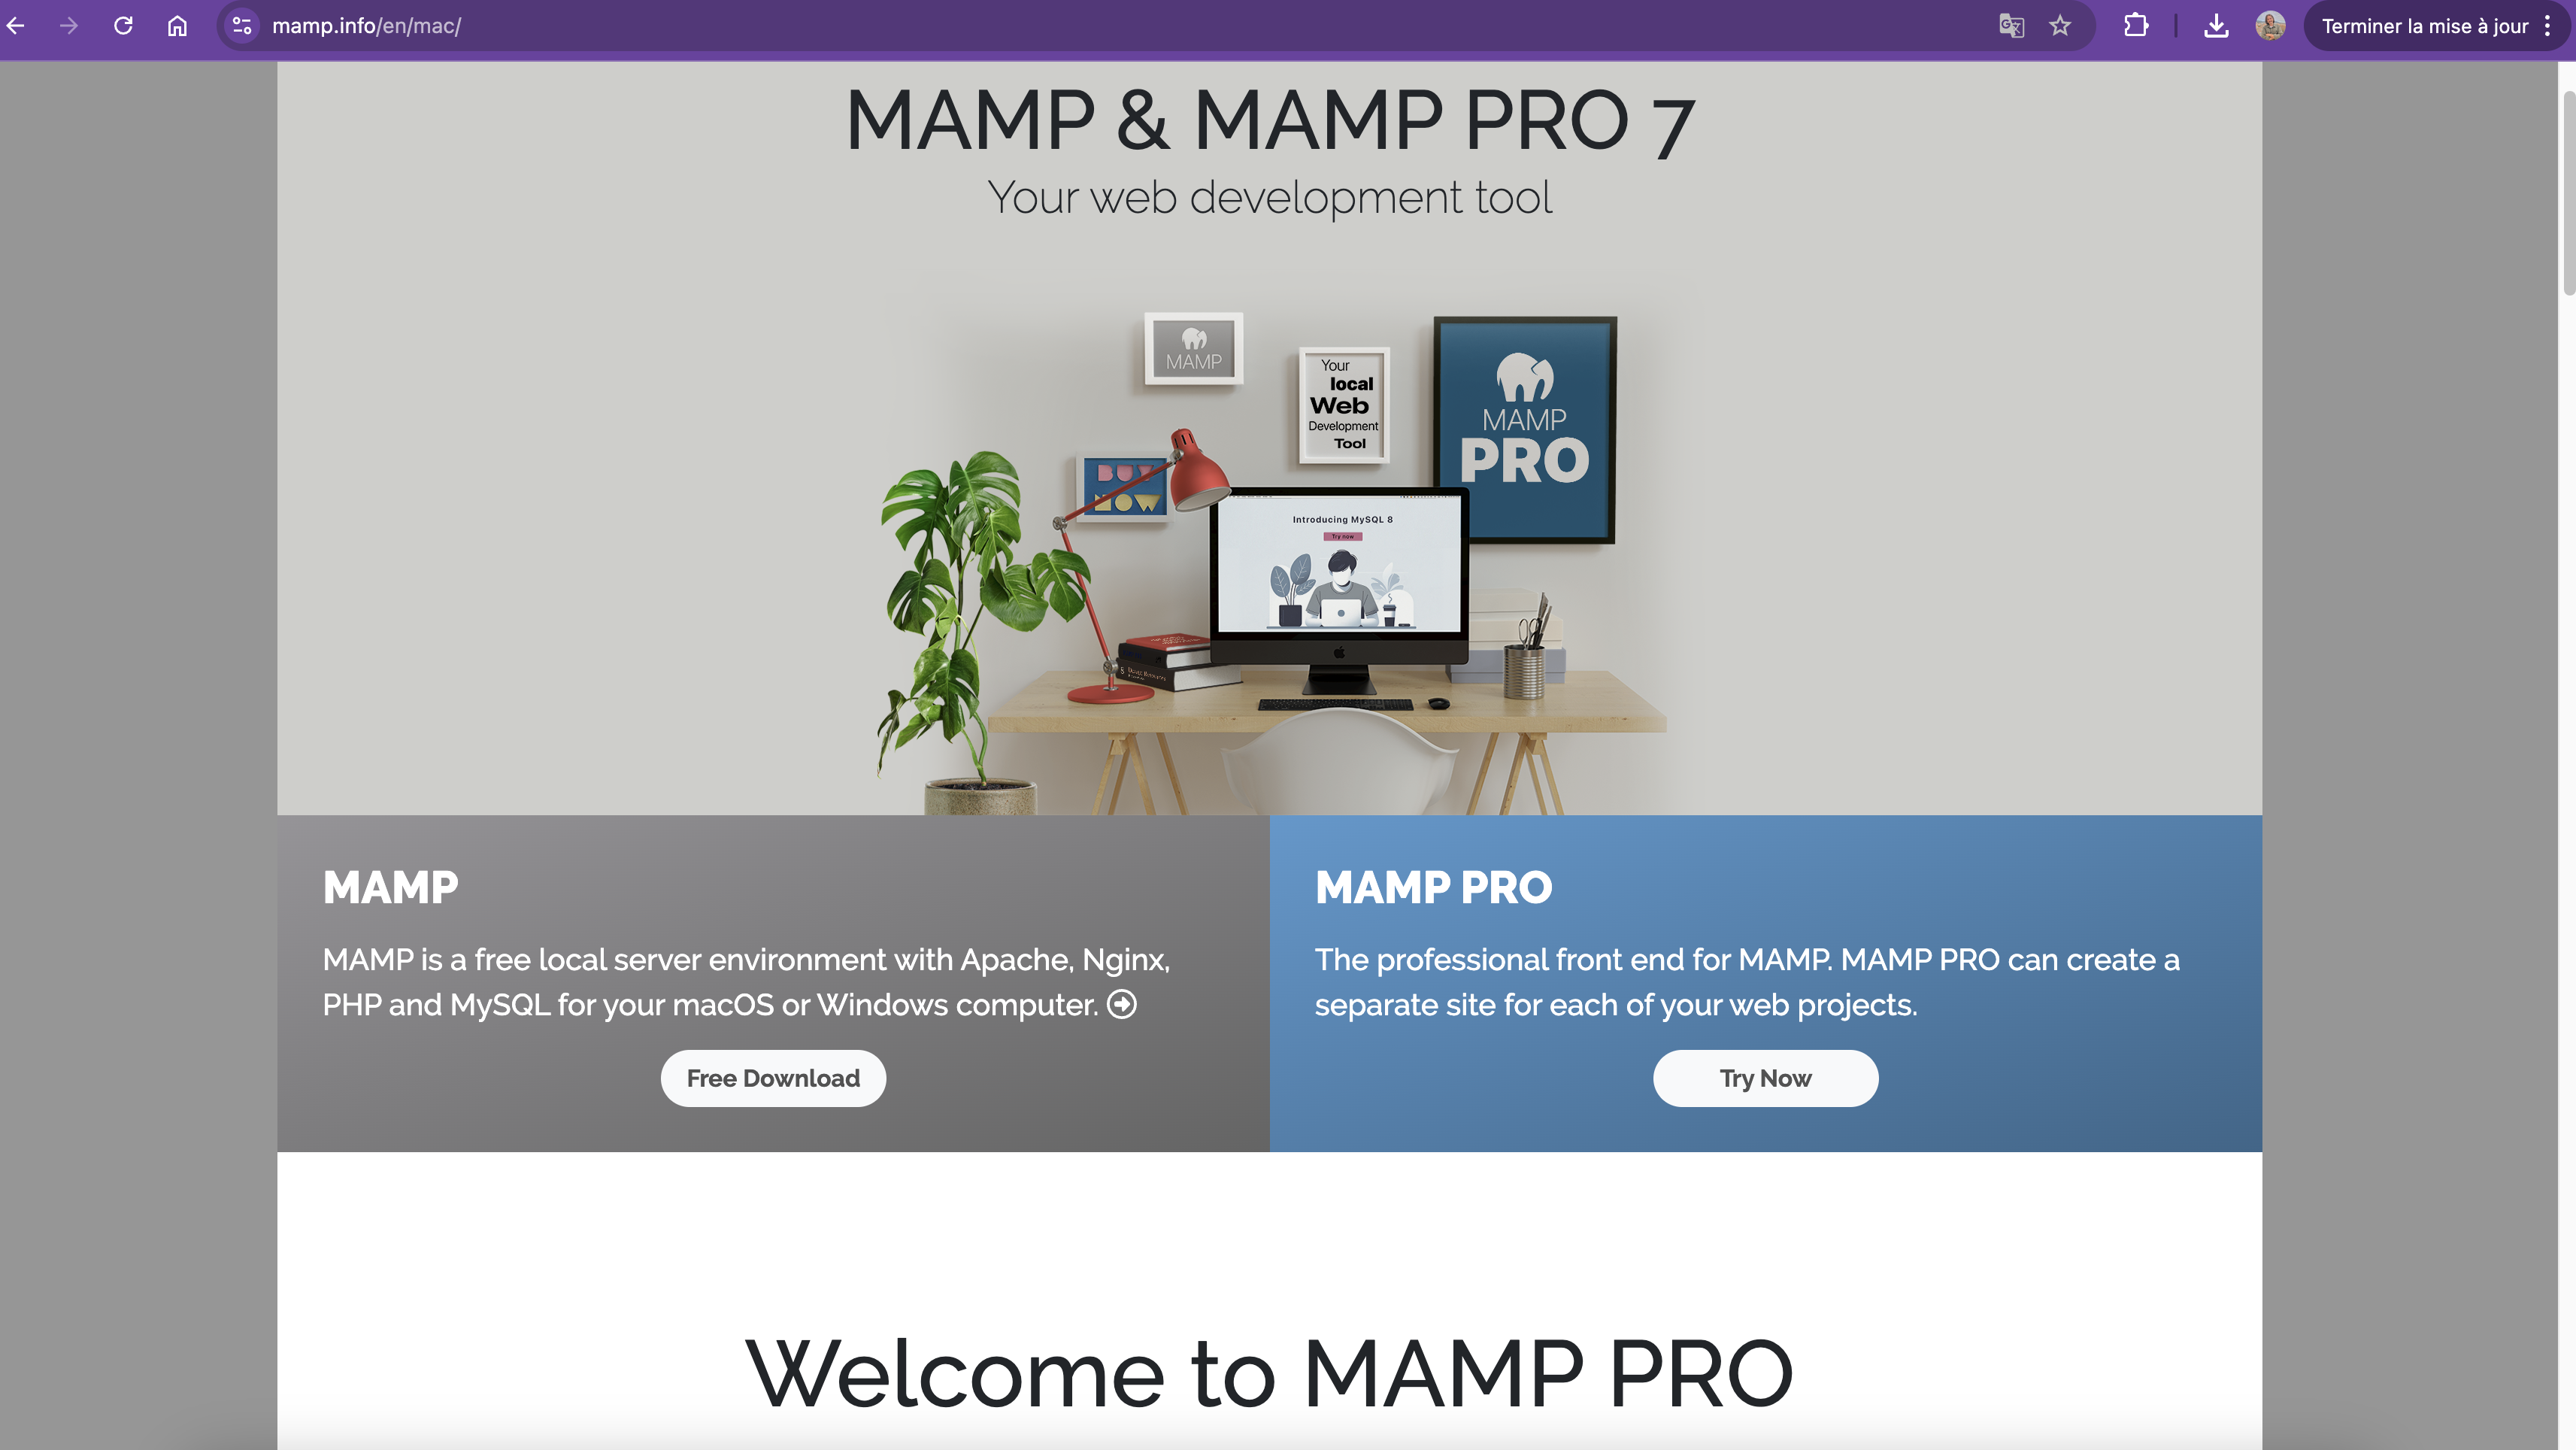 mamp.info/en/mac/
Terminer la mise à jour
MAMP & MAMP PRO 7
Your web development tool
MAMP
Your
local
Web
Development
Tool
MAMP
PRO
BUY
NOW
Introducing MySQL 8
Try now
MAMP
MAMP is a free local server environment with Apache, Nginx,
PHP and MySQL for your macOS or Windows computer.
Free Download
MAMP PRO
The professional front end for MAMP. MAMP PRO can create a
separate site for each of your web projects.
Try Now
Welcome to MAMP PRO